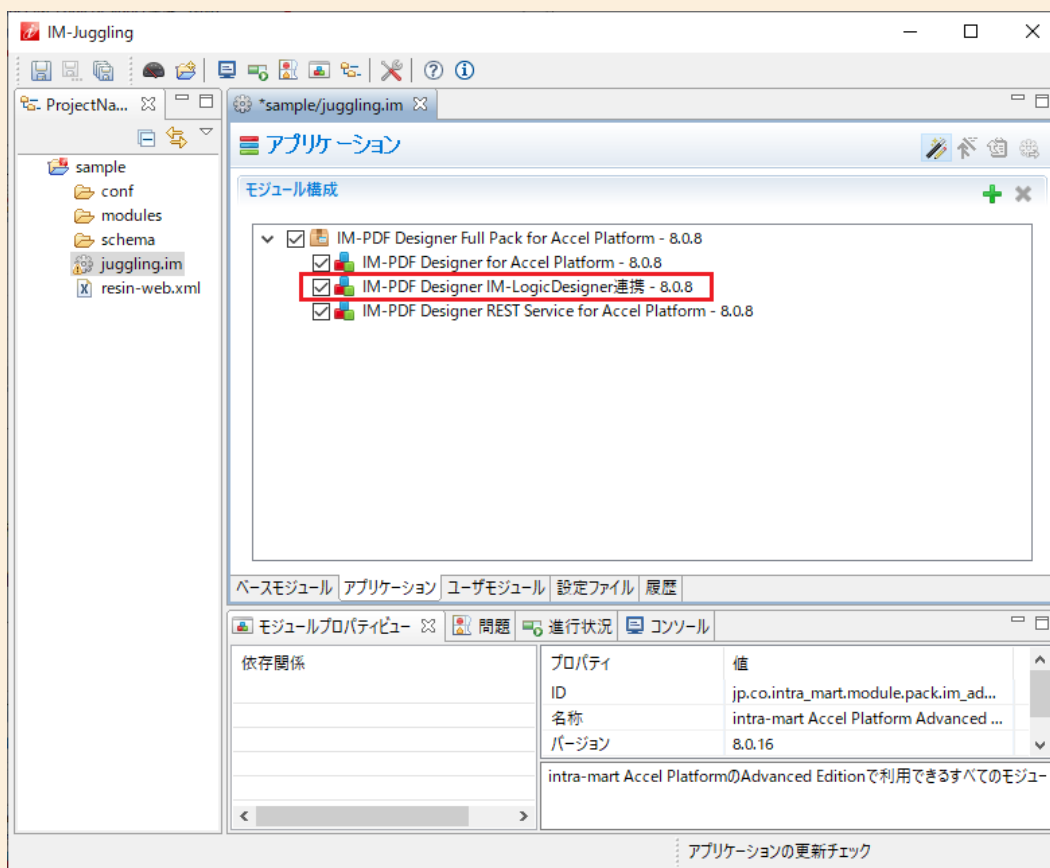 IM-Juggling
ProjectNa...
*sample/juggling.im
アプリケーション
sample
conf
modules
schema
juggling.im
resin-web.xml
モジュール構成
IM-PDF Designer Full Pack for Accel Platform - 8.0.8
IM-PDF Designer for Accel Platform - 8.0.8
IM-PDF Designer IM-LogicDesigner連携 - 8.0.8
IM-PDF Designer REST Service for Accel Platform - 8.0.8
ベースモジュール アプリケーション ユーザモジュール 設定ファイル 履歴
モジュールプロパティビュー 問題 進行状況 コンソール
依存関係
プロパティ 値
ID jp.co.intra_mart.module.pack.im_ad...
名称 intra-mart Accel Platform Advanced ...
バージョン 8.0.16
intra-mart Accel PlatformのAdvanced Editionで利用できるすべてのモジュー
アプリケーションの更新チェック